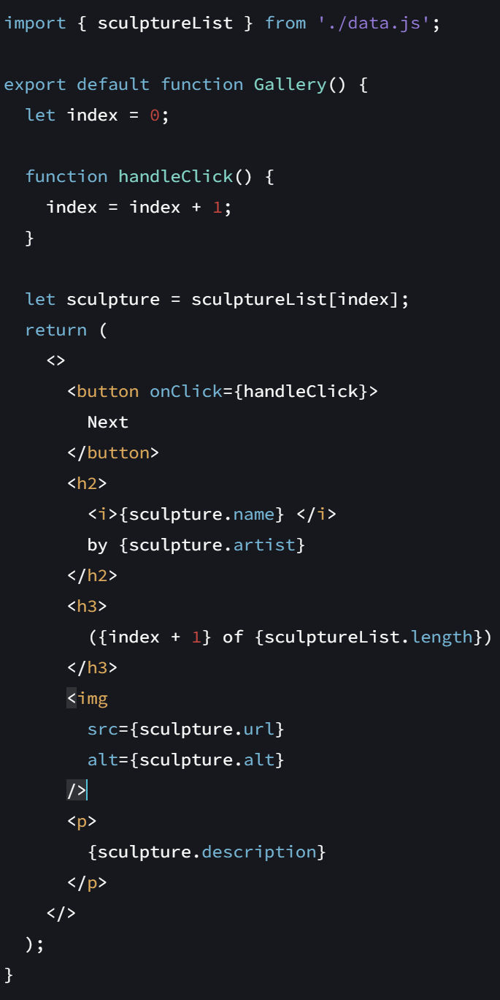 import { sculptureList } from './data.js';

export default function Gallery() {
  let index = 0;

  function handleClick() {
    index = index + 1;
  }

  let sculpture = sculptureList[index];
  return (
    <>
      <button onClick={handleClick}>
        Next
      </button>
      <h2>
        <i>{sculpture.name} </i>
        by {sculpture.artist}
      </h2>
      <h3>
        ({index + 1} of {sculptureList.length})
      </h3>
      <img
        src={sculpture.url}
        alt={sculpture.alt}
      />
      <p>
        {sculpture.description}
      </p>
    </>
  );
}